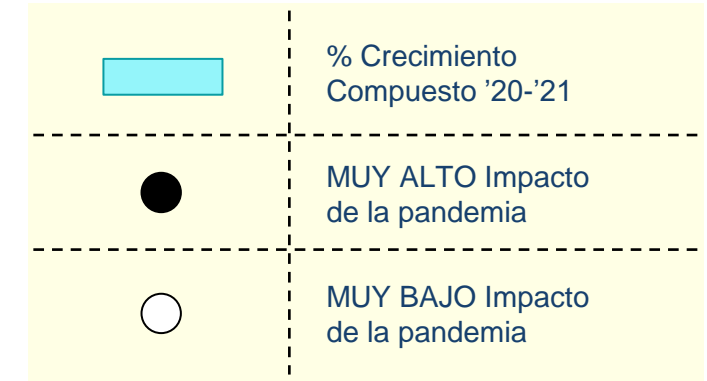 % Crecimiento
Compuesto ’20-’21
MUY ALTO Impacto
de la pandemia
MUY BAJO Impacto
de la pandemia